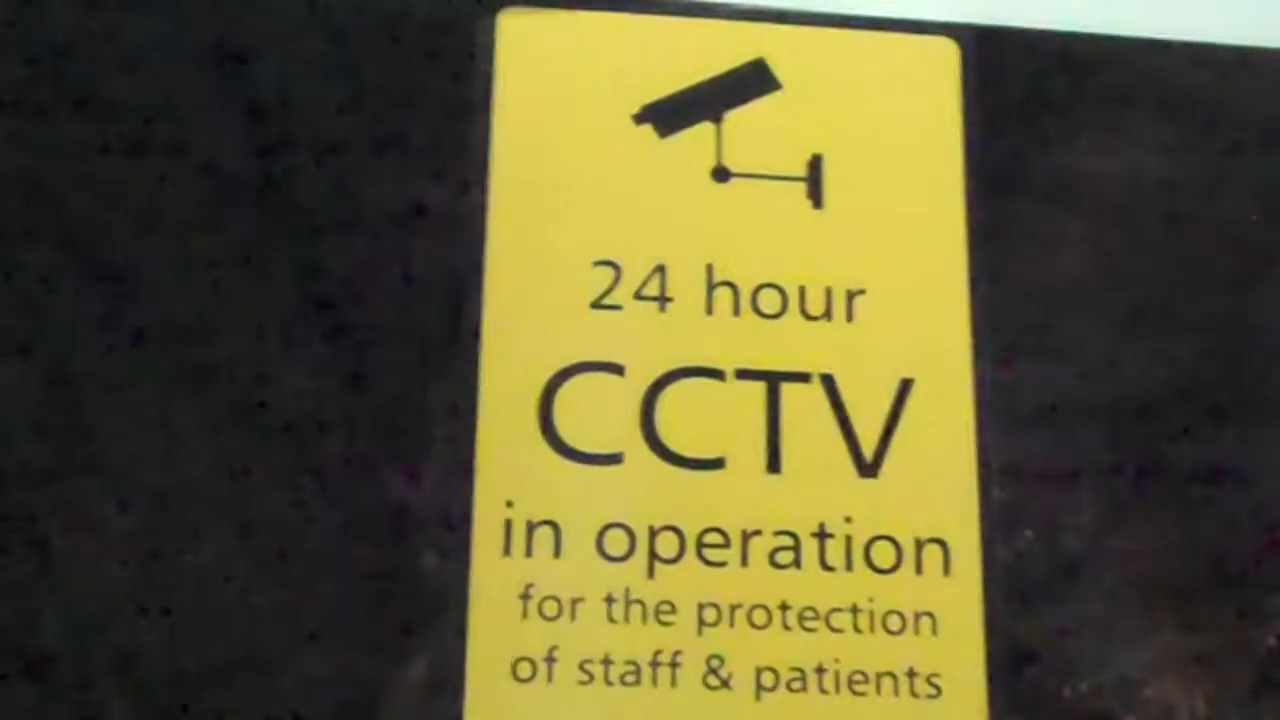 24 hour
CCTV
in operation
for the protection
of staff & patients